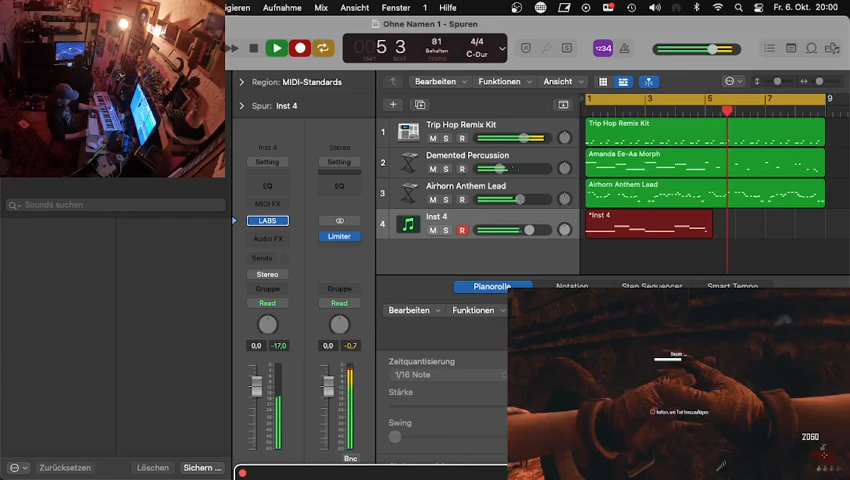 igieren Aufnahme Mix Ansicht Fenster 1 Hilfe Fr. 6. Okt. 20:00
Ohne Namen 1 - Spuren
5 3
TAKT
81
Behalten
TEMPO
4/4
C-Dur
1234
Region: MIDI-Standards
Spur: Inst 4
Bearbeiten Funktionen Ansicht
1 3 5 7 9
Inst 4 Stereo
Setting Setting
EQ EQ
MIDI FX
LABS
Audio FX Limiter
Sends
Stereo
Gruppe Gruppe
Read Read
0,0 -17,0 0,0 -0,7
Bnc
1 Trip Hop Remix Kit
M S R
2 Demented Percussion
M S R
3 Airhorn Anthem Lead
M S R
4 Inst 4
M S R
Trip Hop Remix Kit
Amanda Ee-Aa Morph
Airhorn Anthem Lead
*Inst 4
Sounds suchen
Zurücksetzen Löschen Sichern ...
Pianorolle Notation Step Sequencer Smart Tempo
Bearbeiten Funktionen
Zeitquantisierung
1/16 Note
Stärke
Swing
2060